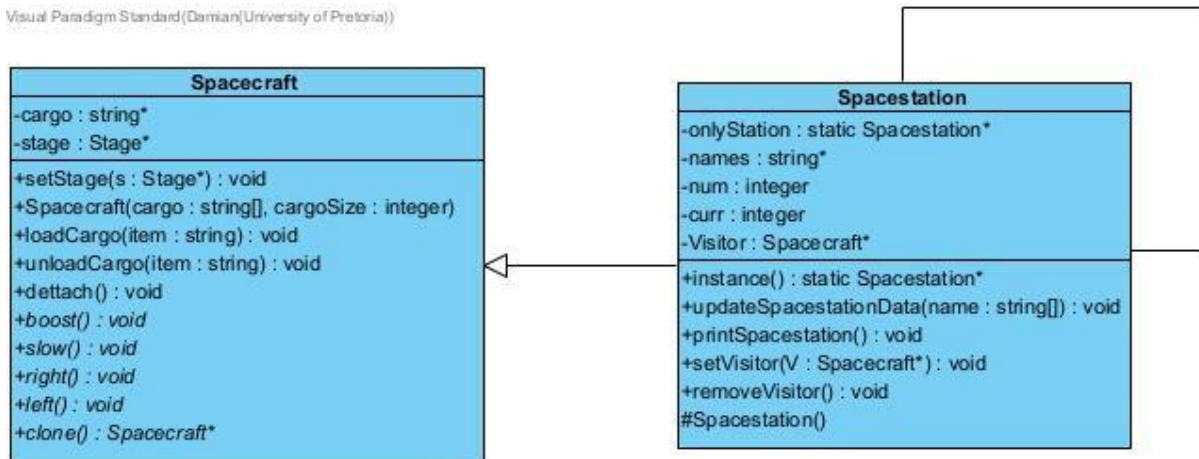 Visual Paradigm Standard(Damian(University of Pretoria))
Spacecraft
-cargo : string*
-stage : Stage*
+setStage(s : Stage*) : void
+Spacecraft(cargo : string[], cargoSize : integer)
+loadCargo(item : string) : void
+unloadCargo(item : string) : void
+dettach() : void
+boost() : void
+slow() : void
+right() : void
+left() : void
+clone() : Spacecraft*
Spacestation
-onlyStation : static Spacestation*
-names : string*
-num : integer
-curr : integer
-Visitor : Spacecraft*
+instance() : static Spacestation*
+updateSpacestationData(name : string[]) : void
+printSpacestation() : void
+setVisitor(V : Spacecraft*) : void
+removeVisitor() : void
#Spacestation()